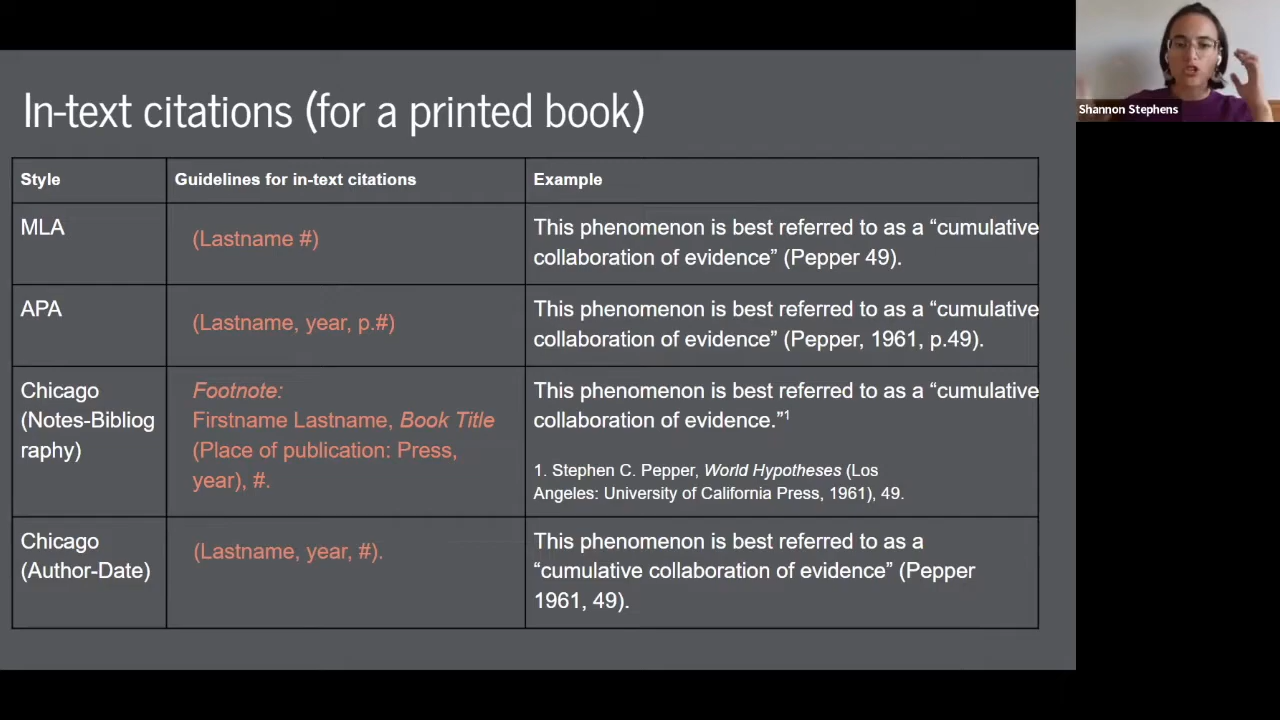 In-text citations (for a printed book)
Shannon Stephens
Style
Guidelines for in-text citations
Example
MLA
(Lastname #)
This phenomenon is best referred to as a “cumulative
collaboration of evidence” (Pepper 49).
APA
(Lastname, year, p.#)
This phenomenon is best referred to as a “cumulative
collaboration of evidence” (Pepper, 1961, p.49).
Chicago
(Notes-Bibliog
raphy)
Footnote:
Firstname Lastname, Book Title
(Place of publication: Press,
year), #.
This phenomenon is best referred to as a “cumulative
collaboration of evidence.”¹
1. Stephen C. Pepper, World Hypotheses (Los
Angeles: University of California Press, 1961), 49.
Chicago
(Author-Date)
(Lastname, year, #).
This phenomenon is best referred to as a
“cumulative collaboration of evidence” (Pepper
1961, 49).